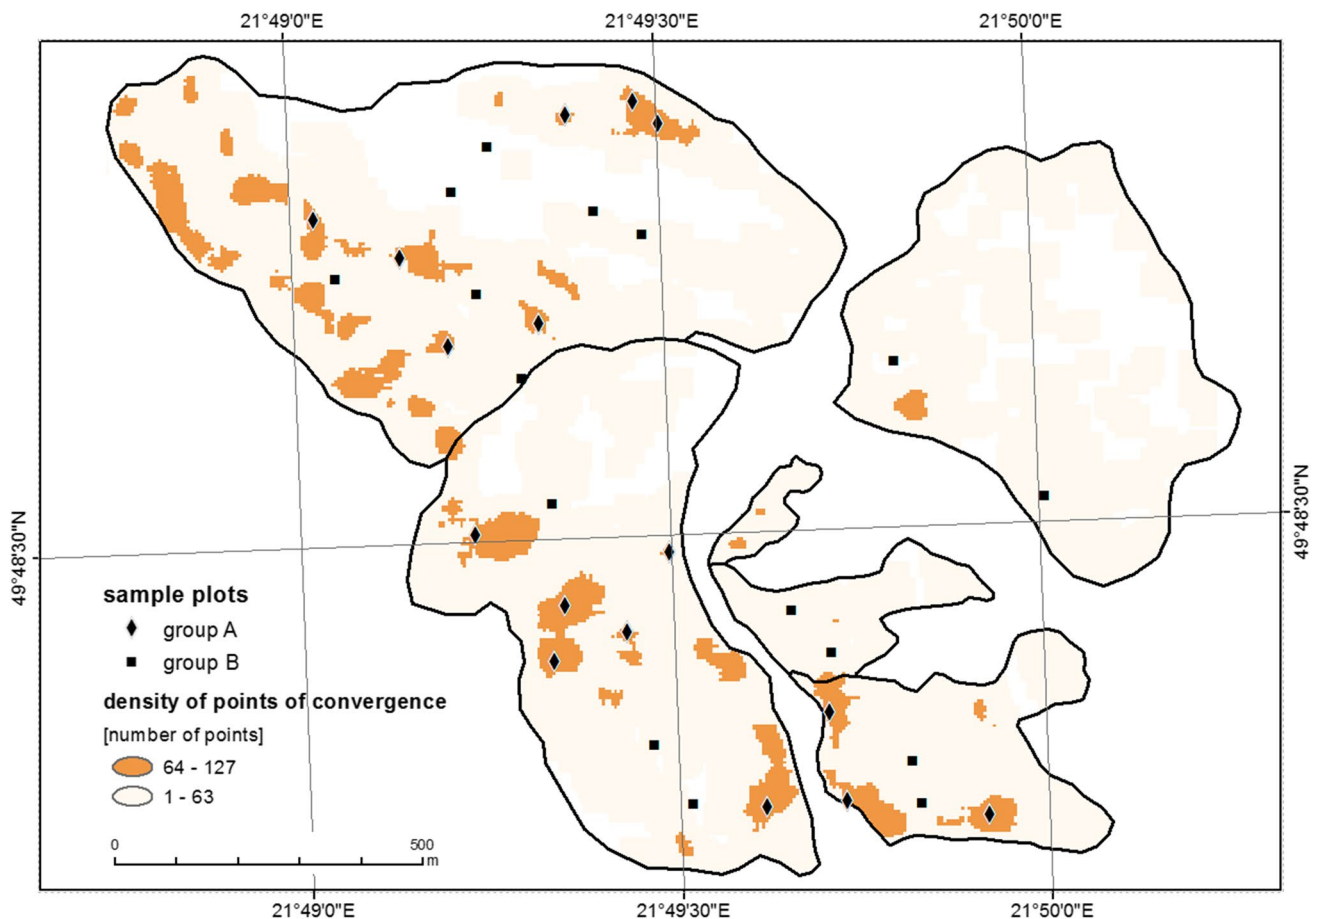 21°49'0"E 21°49'30"E 21°50'0"E
49°48'30"N
49°48'30"N
sample plots
group A
group B
density of points of convergence
[number of points]
64 - 127
1 - 63
0 500
m
21°49'0"E 21°49'30"E 21°50'0"E